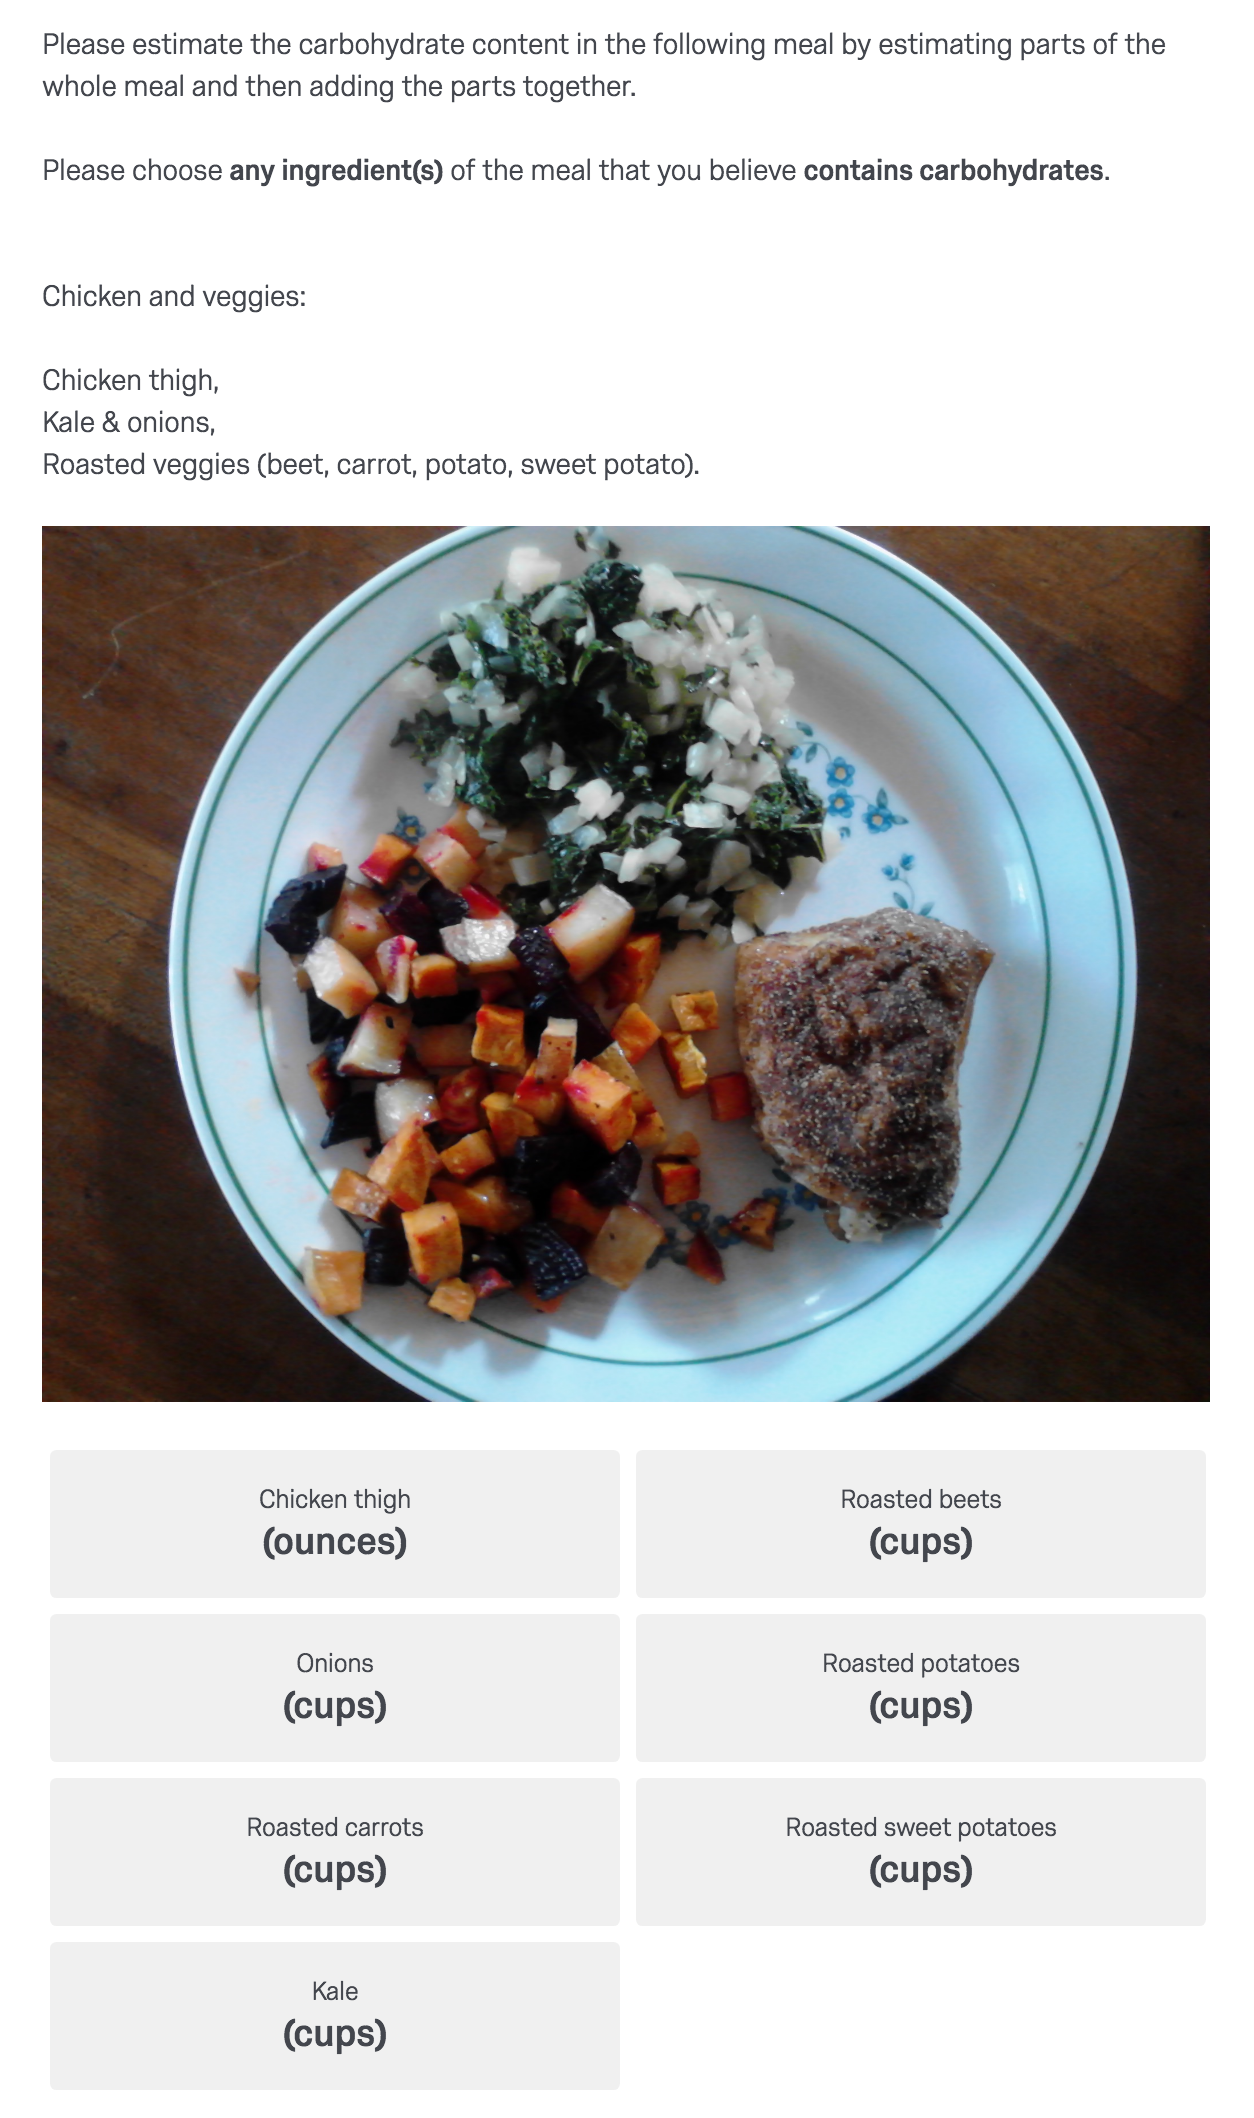 Please estimate the carbohydrate content in the following meal by estimating parts of the
whole meal and then adding the parts together.
Please choose any ingredient(s) of the meal that you believe contains carbohydrates.
Chicken and veggies:
Chicken thigh,
Kale & onions,
Roasted veggies (beet, carrot, potato, sweet potato).
Chicken thigh
(ounces)
Roasted beets
(cups)
Onions
(cups)
Roasted potatoes
(cups)
Roasted carrots
(cups)
Roasted sweet potatoes
(cups)
Kale
(cups)